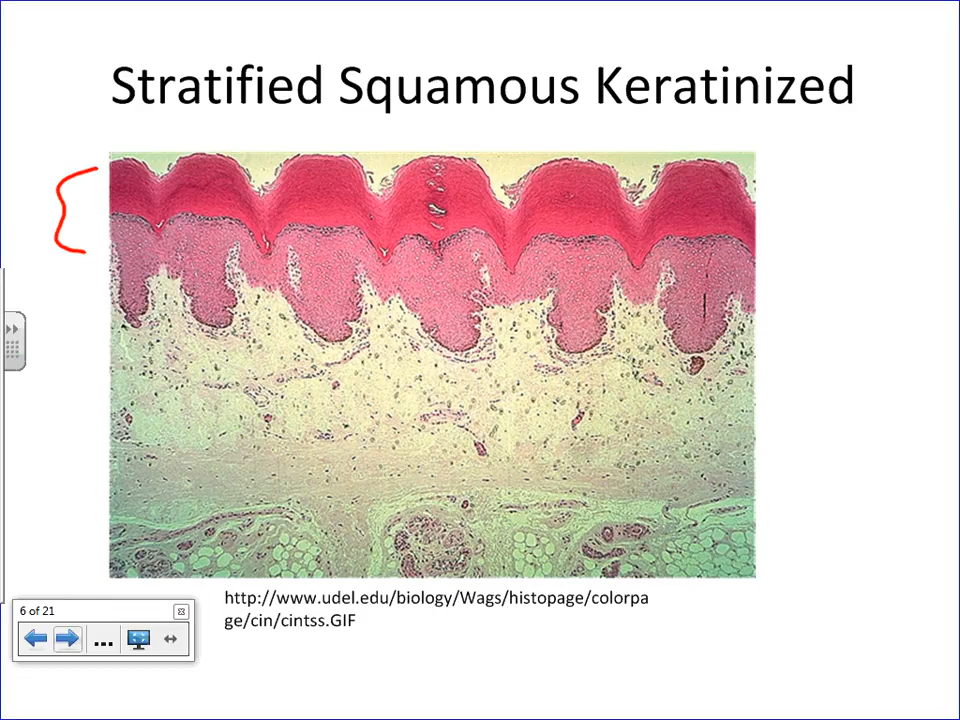 Stratified Squamous Keratinized
http://www.udel.edu/biology/Wags/histopage/colorpa
ge/cin/cintss.GIF
6 of 21